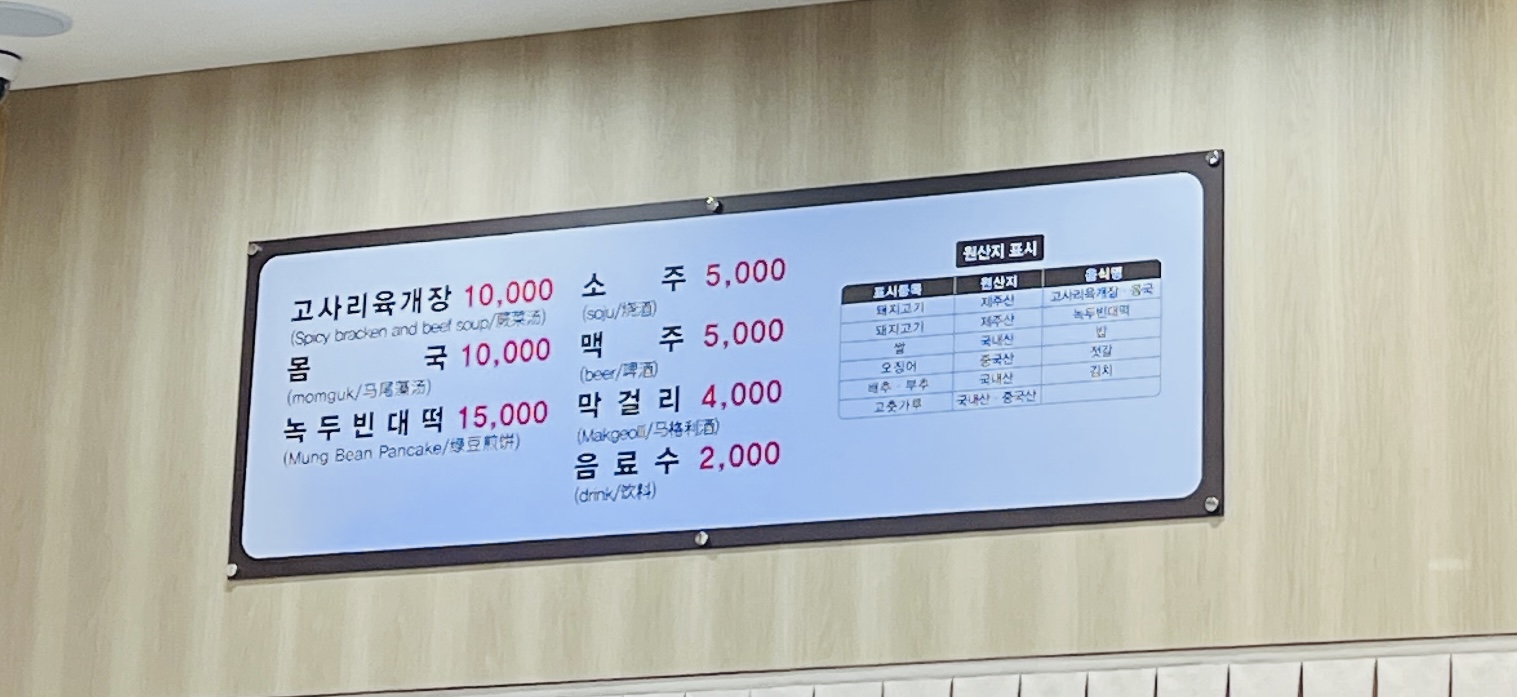 고사리육개장 10,000
(Spicy bracken and beef soup/蕨菜汤)
몸 국 10,000
(momguk/马尾藻汤)
녹두빈대떡 15,000
(Mung Bean Pancake/绿豆煎饼)
소 주 5,000
(soju/烧酒)
맥 주 5,000
(beer/啤酒)
막걸리 4,000
(Makgeolli/马格利酒)
음료수 2,000
(drink/饮料)
원산지 표시
표시품목 원산지 음식명
돼지고기 제주산 고사리육개장 · 몸국
돼지고기 제주산 녹두빈대떡
쌀 국내산 밥
오징어 중국산 젓갈
배추 · 부추 국내산 김치
고춧가루 국내산 · 중국산